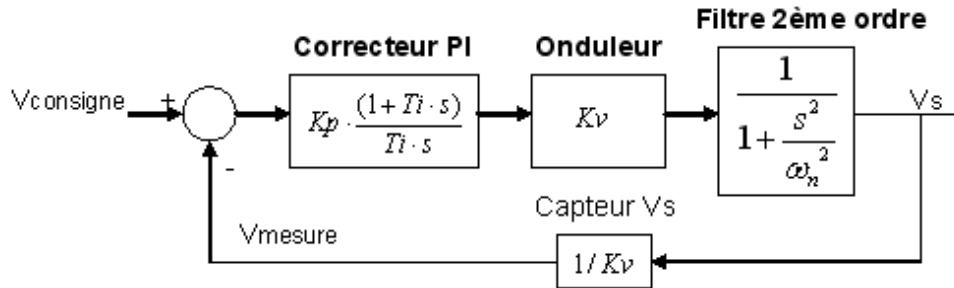 Filtre 2ème ordre
Correcteur PI
Onduleur
Vconsigne
+
-
Kp · (1 + Ti · s) / Ti · s
Kv
1 / 1 + s² / ωn²
Vs
Capteur Vs
Vmesure
1/ Kv